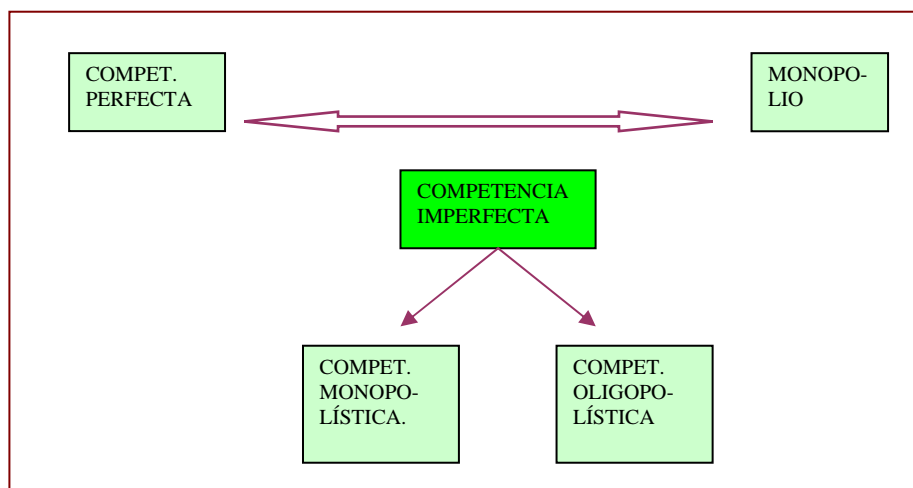 COMPET.
PERFECTA
MONOPO-
LIO
COMPETENCIA
IMPERFECTA
COMPET.
MONOPO-
LÍSTICA.
COMPET.
OLIGOPO-
LÍSTICA